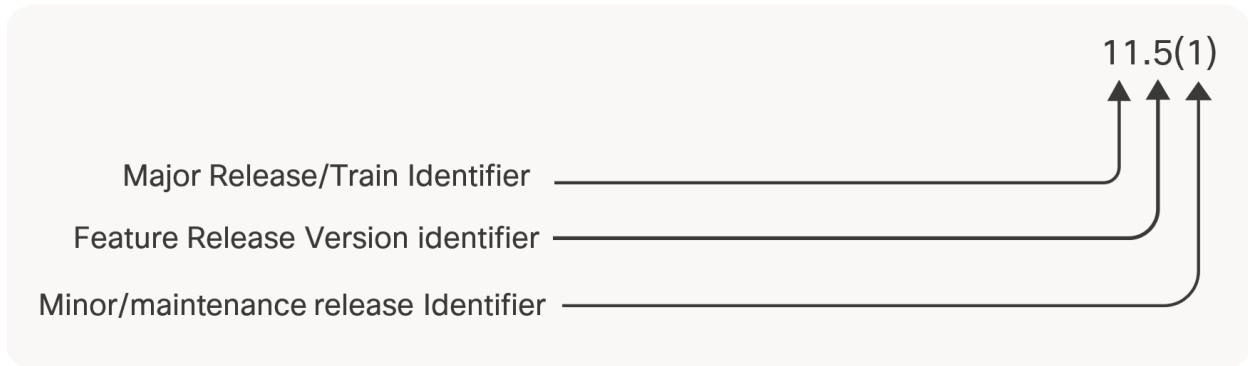 11.5(1)
Major Release/Train Identifier
Feature Release Version identifier
Minor/maintenance release Identifier